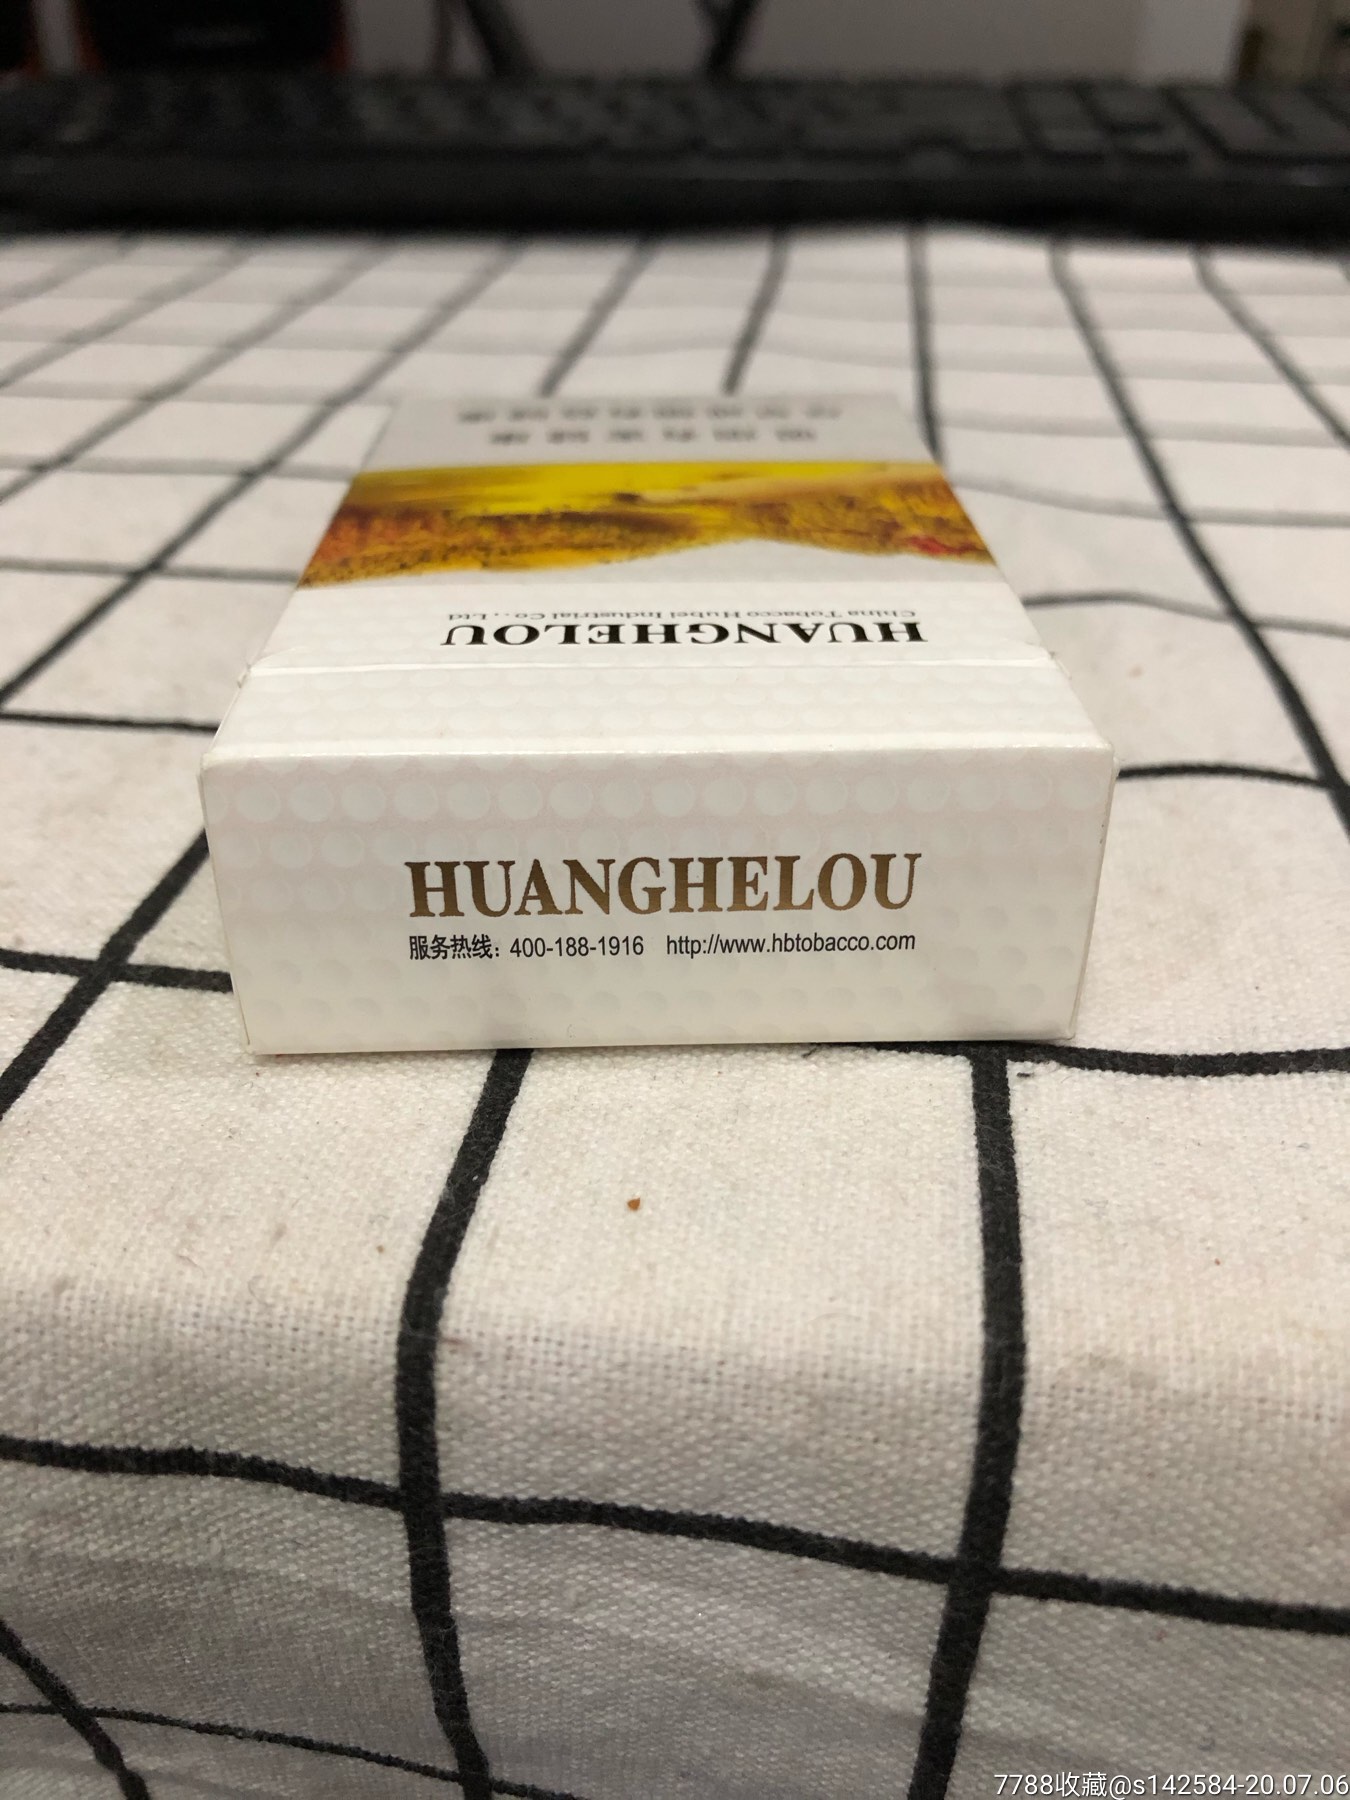 HUANGHELOU
China Tobacco Hubei Industrial Co., Ltd
HUANGHELOU
服务热线：400-188-1916 http://www.hbtobacco.com
7788收藏@s142584-20.07.06